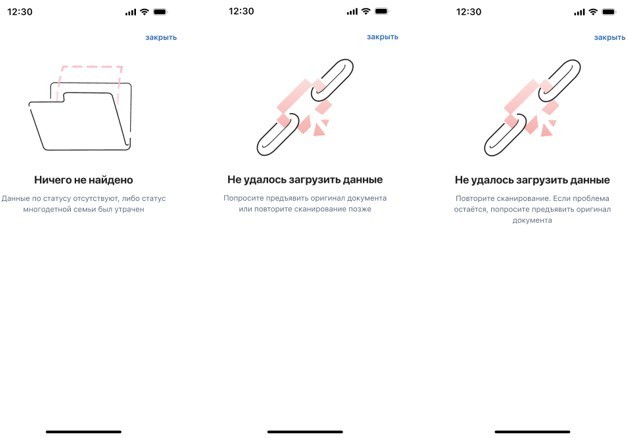 12:30
закрыть
Ничего не найдено
Данные по статусу отсутствуют, либо статус
многодетной семьи был утрачен
12:30
закрыть
Не удалось загрузить данные
Попросите предъявить оригинал документа
или повторите сканирование позже
12:30
закрыть
Не удалось загрузить данные
Повторите сканирование. Если проблема
остаётся, попросите предъявить оригинал
документа